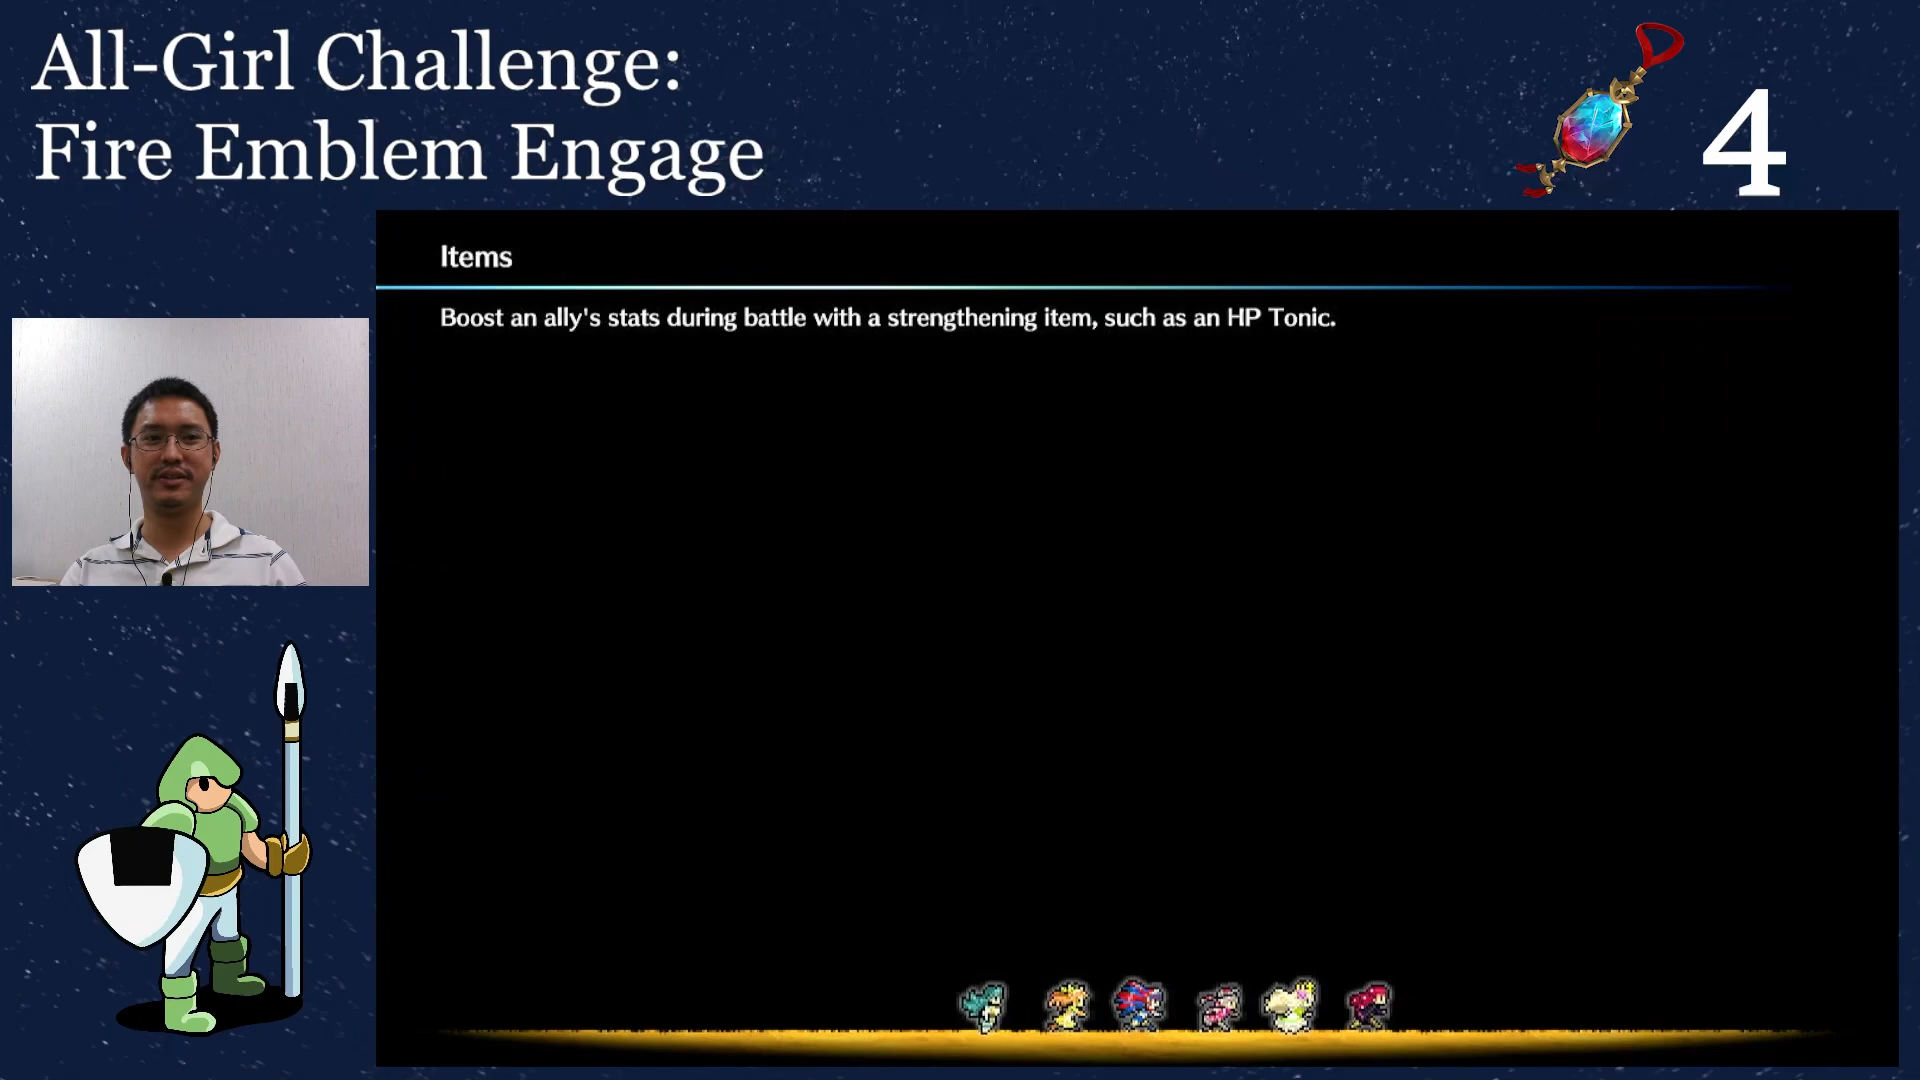 All-Girl Challenge:
Fire Emblem Engage
4
Items
Boost an ally's stats during battle with a strengthening item, such as an HP Tonic.